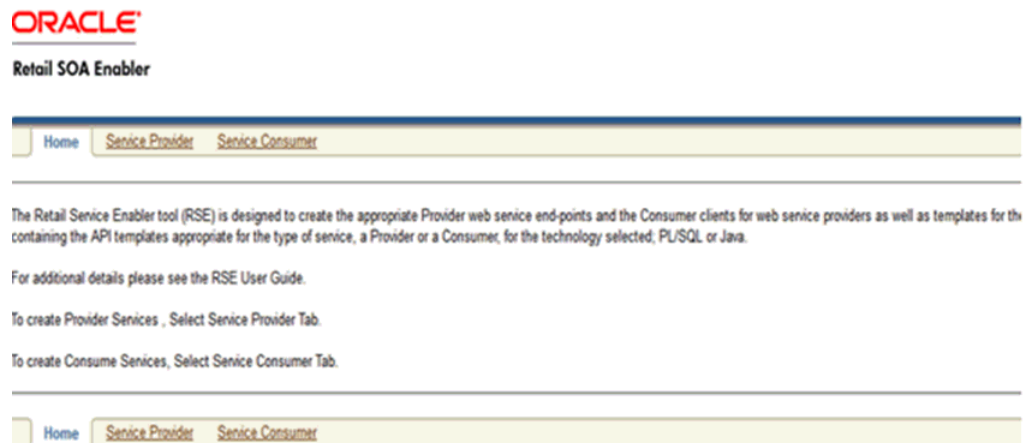 ORACLE
Retail SOA Enabler
Home Service Provider Service Consumer
The Retail Service Enabler tool (RSE) is designed to create the appropriate Provider web service end-points and the Consumer clients for web service providers as well as templates for
containing the API templates appropriate for the type of service, a Provider or a Consumer, for the technology selected; PL/SQL or Java.
For additional details please see the RSE User Guide.
To create Provider Services , Select Service Provider Tab.
To create Consume Services, Select Service Consumer Tab.
Home Service Provider Service Consumer